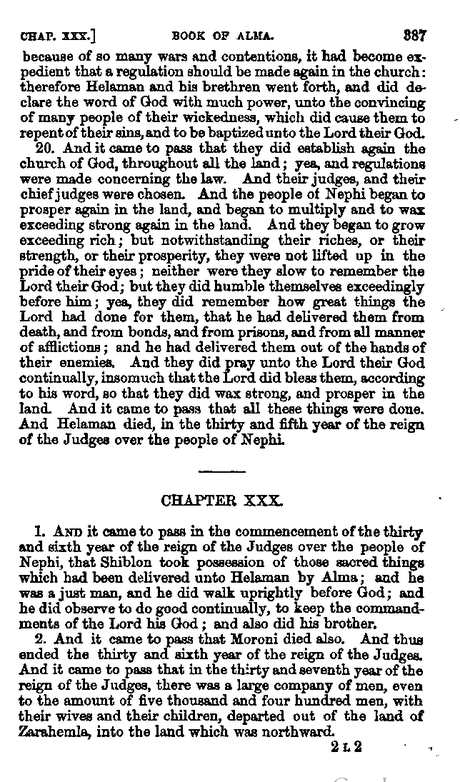 CHAP. XXX.] BOOK OF ALMA. 387
because of so many wars and contentions, it had become ex-
pedient that a regulation should be made again in the church:
therefore Helaman and his brethren went forth, and did de-
clare the word of God with much power, unto the convincing
of many people of their wickedness, which did cause them to
repent of their sins, and to be baptized unto the Lord their God.
20. And it came to pass that they did establish again the
church of God, throughout all the land; yea, and regulations
were made concerning the law. And their judges, and their
chief judges were chosen. And the people of Nephi began to
prosper again in the land, and began to multiply and to wax
exceeding strong again in the land. And they began to grow
exceeding rich; but notwithstanding their riches, or their
strength, or their prosperity, they were not lifted up in the
pride of their eyes; neither were they slow to remember the
Lord their God; but they did humble themselves exceedingly
before him; yea, they did remember how great things the
Lord had done for them, that he had delivered them from
death, and from bonds, and from prisons, and from all manner
of afflictions; and he had delivered them out of the hands of
their enemies. And they did pray unto the Lord their God
continually, insomuch that the Lord did bless them, according
to his word, so that they did wax strong, and prosper in the
land. And it came to pass that all these things were done.
And Helaman died, in the thirty and fifth year of the reign
of the Judges over the people of Nephi.
CHAPTER XXX.
1. AND it came to pass in the commencement of the thirty
and sixth year of the reign of the Judges over the people of
Nephi, that Shiblon took possession of those sacred things
which had been delivered unto Helaman by Alma; and he
was a just man, and he did walk uprightly before God; and
he did observe to do good continually, to keep the command-
ments of the Lord his God; and also did his brother.
2. And it came to pass that Moroni died also. And thus
ended the thirty and sixth year of the reign of the Judges.
And it came to pass that in the thirty and seventh year of the
reign of the Judges, there was a large company of men, even
to the amount of five thousand and four hundred men, with
their wives and their children, departed out of the land of
Zarahemla, into the land which was northward.
2 L 2